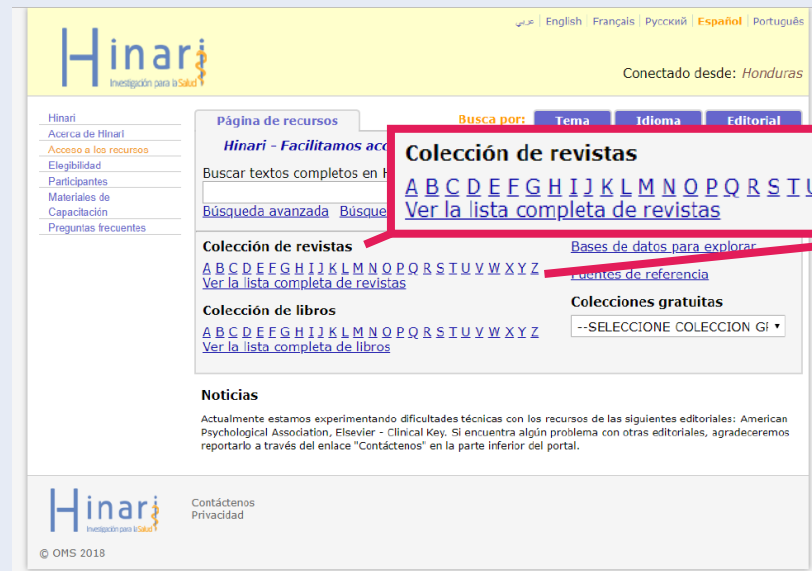 عربي | English | Français | Русский | Español | Português
Hinari
Investigación para la Salud
Conectado desde: Honduras
Hinari
Acerca de Hinari
Acceso a los recursos
Elegibilidad
Participantes
Materiales de
Capacitación
Preguntas frecuentes
Página de recursos
Busca por: Tema Idioma Editorial
Hinari - Facilitamos
Buscar textos completos en
Búsqueda avanzada
Colección de revistas
A B C D E F G H I J K L M N O P Q R S T U
Ver la lista completa de revistas
Colección de revistas
A B C D E F G H I J K L M N O P Q R S T U V W X Y Z
Ver la lista completa de revistas
Colección de libros
A B C D E F G H I J K L M N O P Q R S T U V W X Y Z
Ver la lista completa de libros
Bases de datos para explorar
Fuentes de referencia
Colecciones gratuitas
--SELECCIONE COLECCION
Noticias
Actualmente estamos experimentando dificultades técnicas con los recursos de las siguientes editoriales: American
Psychological Association, Elsevier - Clinical Key. Si encuentra algún problema con otras editoriales, agradeceremos
reportarlo a través del enlace "Contáctenos" en la parte inferior del portal.
Hinari
Investigación para la Salud
Contáctenos
Privacidad
© OMS 2018